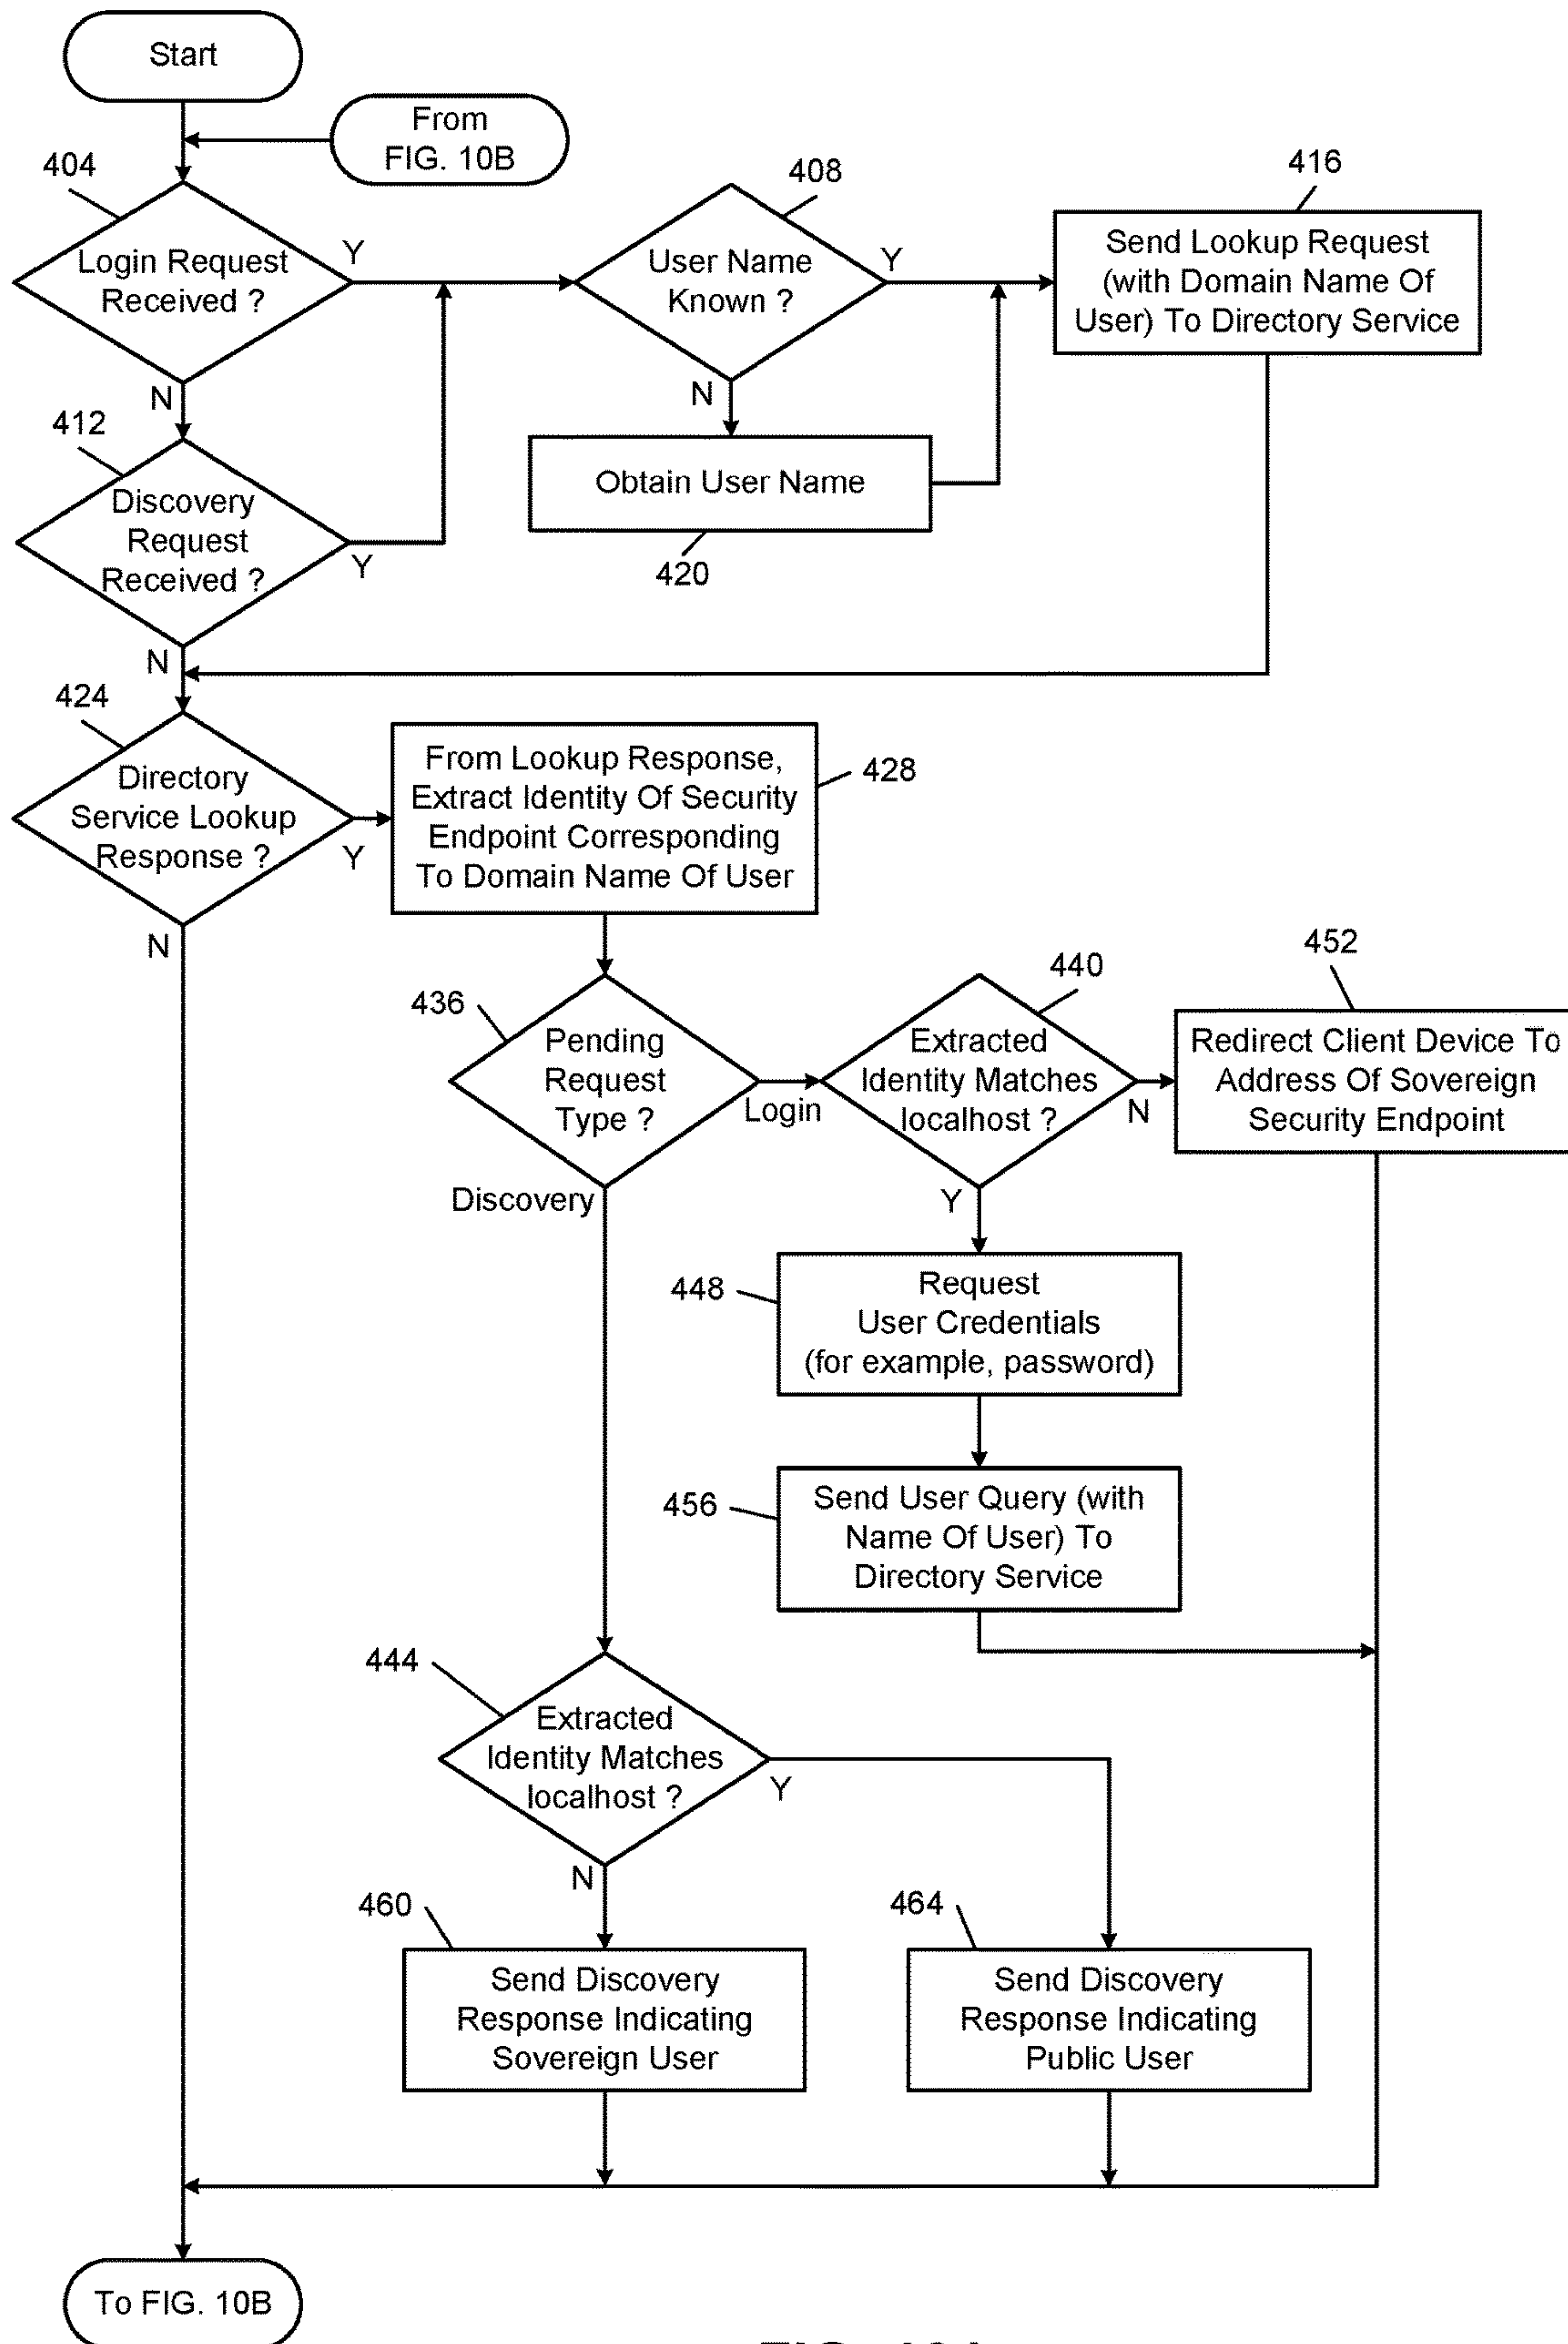 Start
From
FIG. 10B
404
Login Request
Received ?
Y
N
408
User Name
Known ?
Y
N
416
Send Lookup Request
(with Domain Name Of
User) To Directory Service
412
Discovery
Request
Received ?
Y
N
Obtain User Name
420
424
Directory
Service Lookup
Response ?
Y
N
From Lookup Response,
Extract Identity Of Security
Endpoint Corresponding
To Domain Name Of User
428
436
Pending
Request
Type ?
Login
Discovery
440
Extracted
Identity Matches
localhost ?
N
Y
452
Redirect Client Device To
Address Of Sovereign
Security Endpoint
448
Request
User Credentials
(for example, password)
456
Send User Query (with
Name Of User) To
Directory Service
444
Extracted
Identity Matches
localhost ?
Y
N
460
Send Discovery
Response Indicating
Sovereign User
464
Send Discovery
Response Indicating
Public User
To FIG. 10B